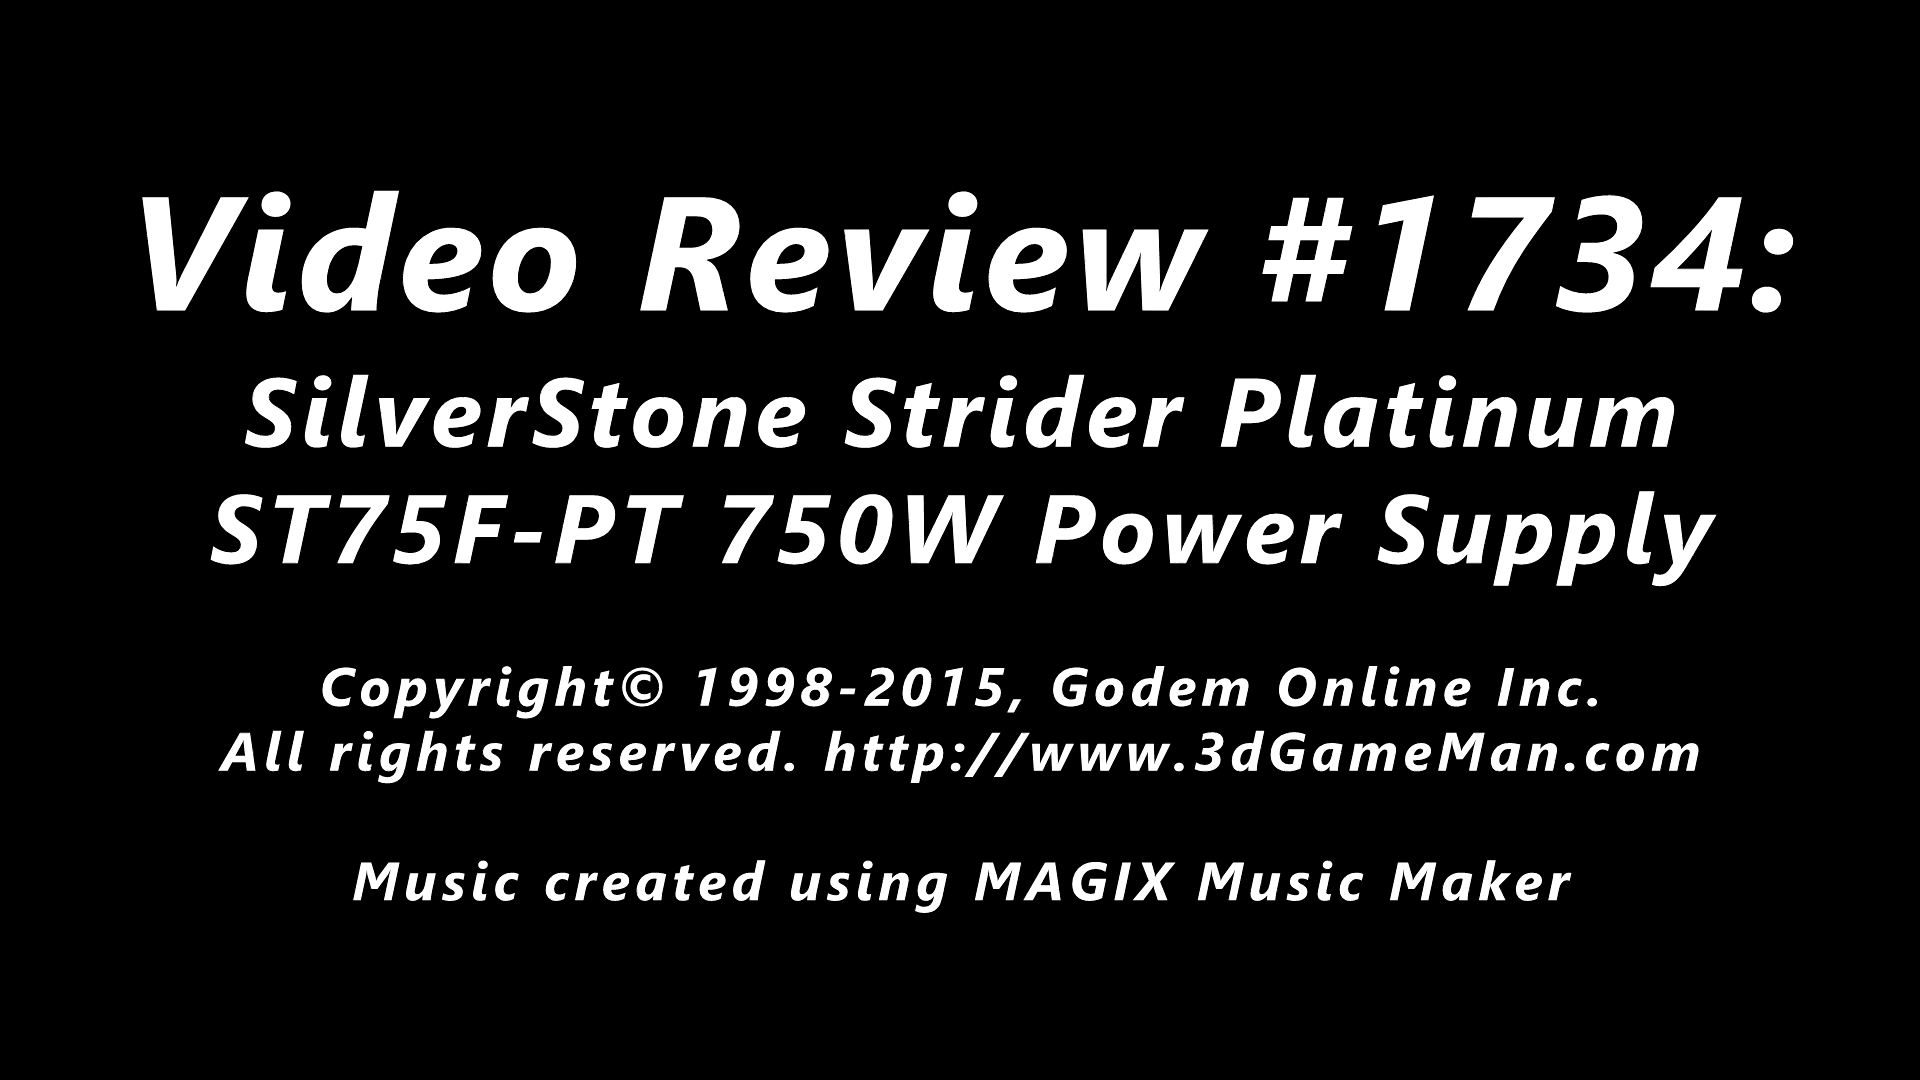 Video Review #1734:
SilverStone Strider Platinum
ST75F-PT 750W Power Supply
Copyright© 1998-2015, Godem Online Inc.
All rights reserved. http://www.3dGameMan.com
Music created using MAGIX Music Maker